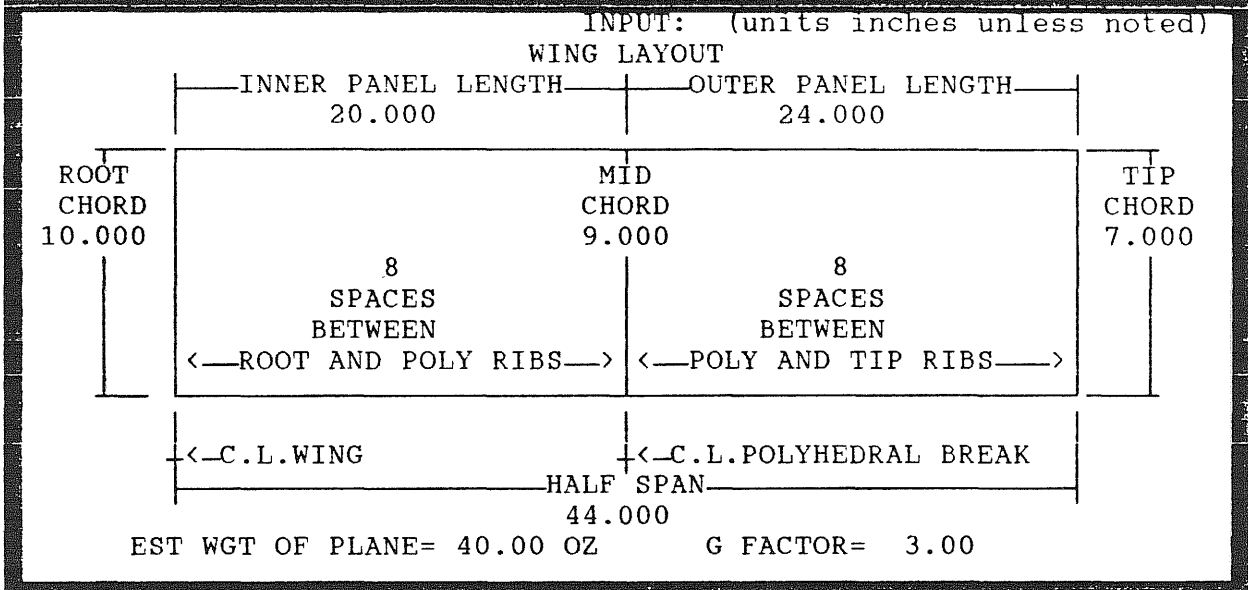 INPUT: (units inches unless noted)
WING LAYOUT
INNER PANEL LENGTH OUTER PANEL LENGTH
20.000 24.000
ROOT MID TIP
CHORD CHORD CHORD
10.000 9.000 7.000
8 8
SPACES SPACES
BETWEEN BETWEEN
<—ROOT AND POLY RIBS—> <—POLY AND TIP RIBS—>
<—C.L.WING <—C.L.POLYHEDRAL BREAK
HALF SPAN
44.000
EST WGT OF PLANE= 40.00 OZ G FACTOR= 3.00